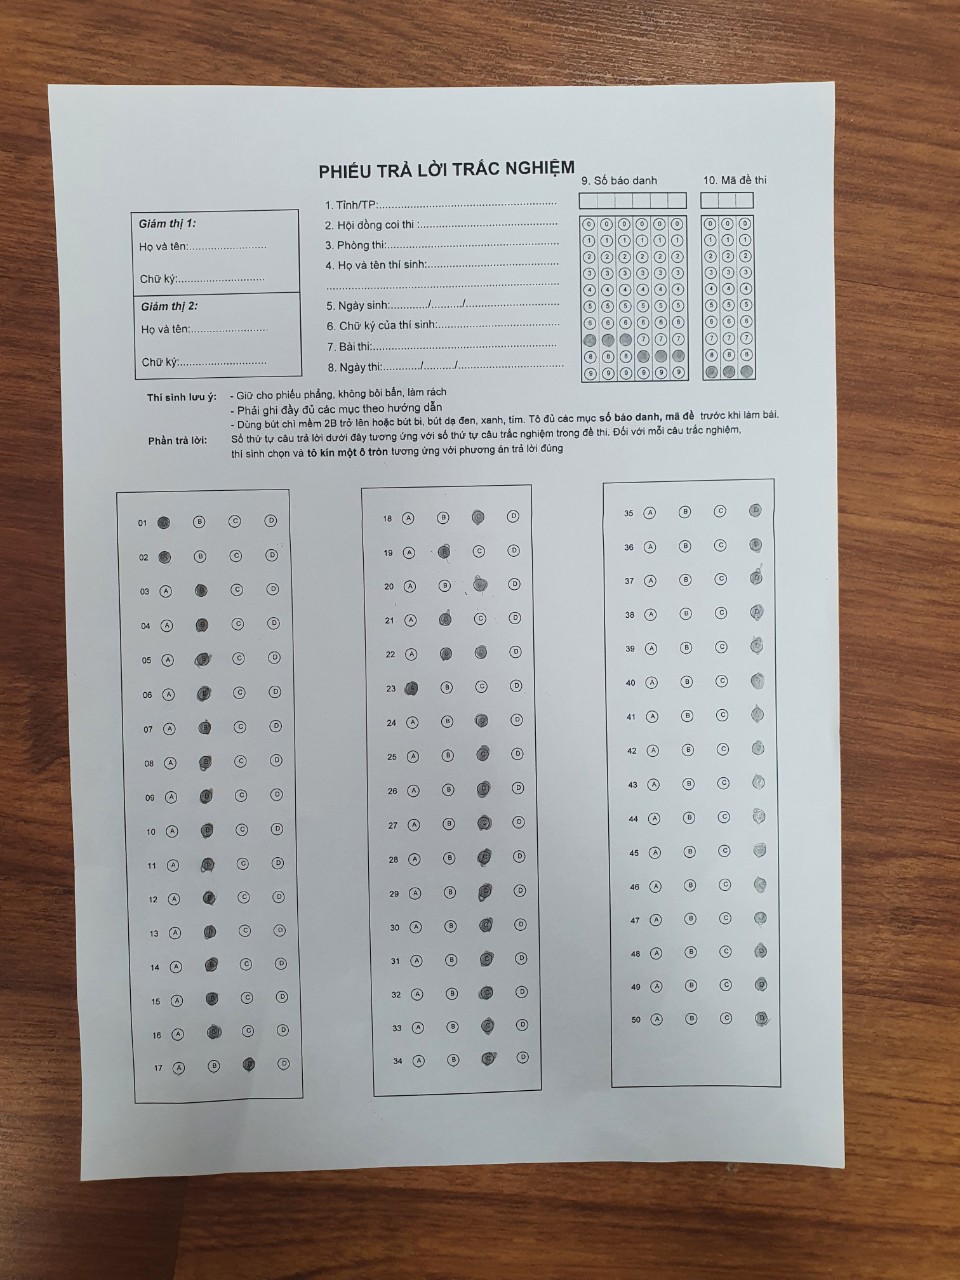 PHIẾU TRẢ LỜI TRẮC NGHIỆM
Giám thị 1:
Họ và tên:..........................
Chữ ký:.............................
Giám thị 2:
Họ và tên:..........................
Chữ ký:.............................
1. Tỉnh/TP:............................................................
2. Hội đồng coi thi :..............................................
3. Phòng thi:..........................................................
4. Họ và tên thí sinh:............................................
..............................................................................
5. Ngày sinh:............/.........../...............................
6. Chữ ký của thí sinh:.........................................
7. Bài thi:..............................................................
8. Ngày thi:............/.........../...................................
9. Số báo danh
0 0 0 0 0 0
1 1 1 1 1 1
2 2 2 2 2 2
3 3 3 3 3 3
4 4 4 4 4 4
5 5 5 5 5 5
6 6 6 6 6 6
7 7 7
8 8 8
9 9 9 9 9 9
10. Mã đề thi
0 0 0
1 1 1
2 2 2
3 3 3
4 4 4
5 5 5
6 6 6
7 7 7
8 8 8
Thí sinh lưu ý: - Giữ cho phiếu phẳng, không bôi bẩn, làm rách
- Phải ghi đầy đủ các mục theo hướng dẫn
- Dùng bút chì mềm 2B trở lên hoặc bút bi, bút dạ đen, xanh, tím. Tô đủ các mục số báo danh, mã đề trước khi làm bài.
Phần trả lời: Số thứ tự câu trả lời dưới đây tương ứng với số thứ tự câu trắc nghiệm trong đề thi. Đối với mỗi câu trắc nghiệm,
thí sinh chọn và tô kín một ô tròn tương ứng với phương án trả lời đúng
01 B C D
02 B C D
03 A B C D
04 A B C D
05 A B C D
06 A B C D
07 A B C D
08 A B C D
09 A B C D
10 A B C D
11 A B C D
12 A B C D
13 A C D
14 A B C D
15 A B C D
16 A B C D
17 A B D
18 A B C D
19 A B C D
20 A B D
21 A B C D
22 A B C D
23 B C D
24 A B C D
25 A B C D
26 A B C D
27 A B C D
28 A B C D
29 A B C D
30 A B C D
31 A B C D
32 A B C D
33 A B C D
34 A B C D
35 A B C D
36 A B C D
37 A B C D
38 A B C D
39 A B C
40 A B C
41 A B C
42 A B C
43 A B C
44 A B C
45 A B C
46 A B C
47 A B C
48 A B C D
49 A B C D
50 A B C D